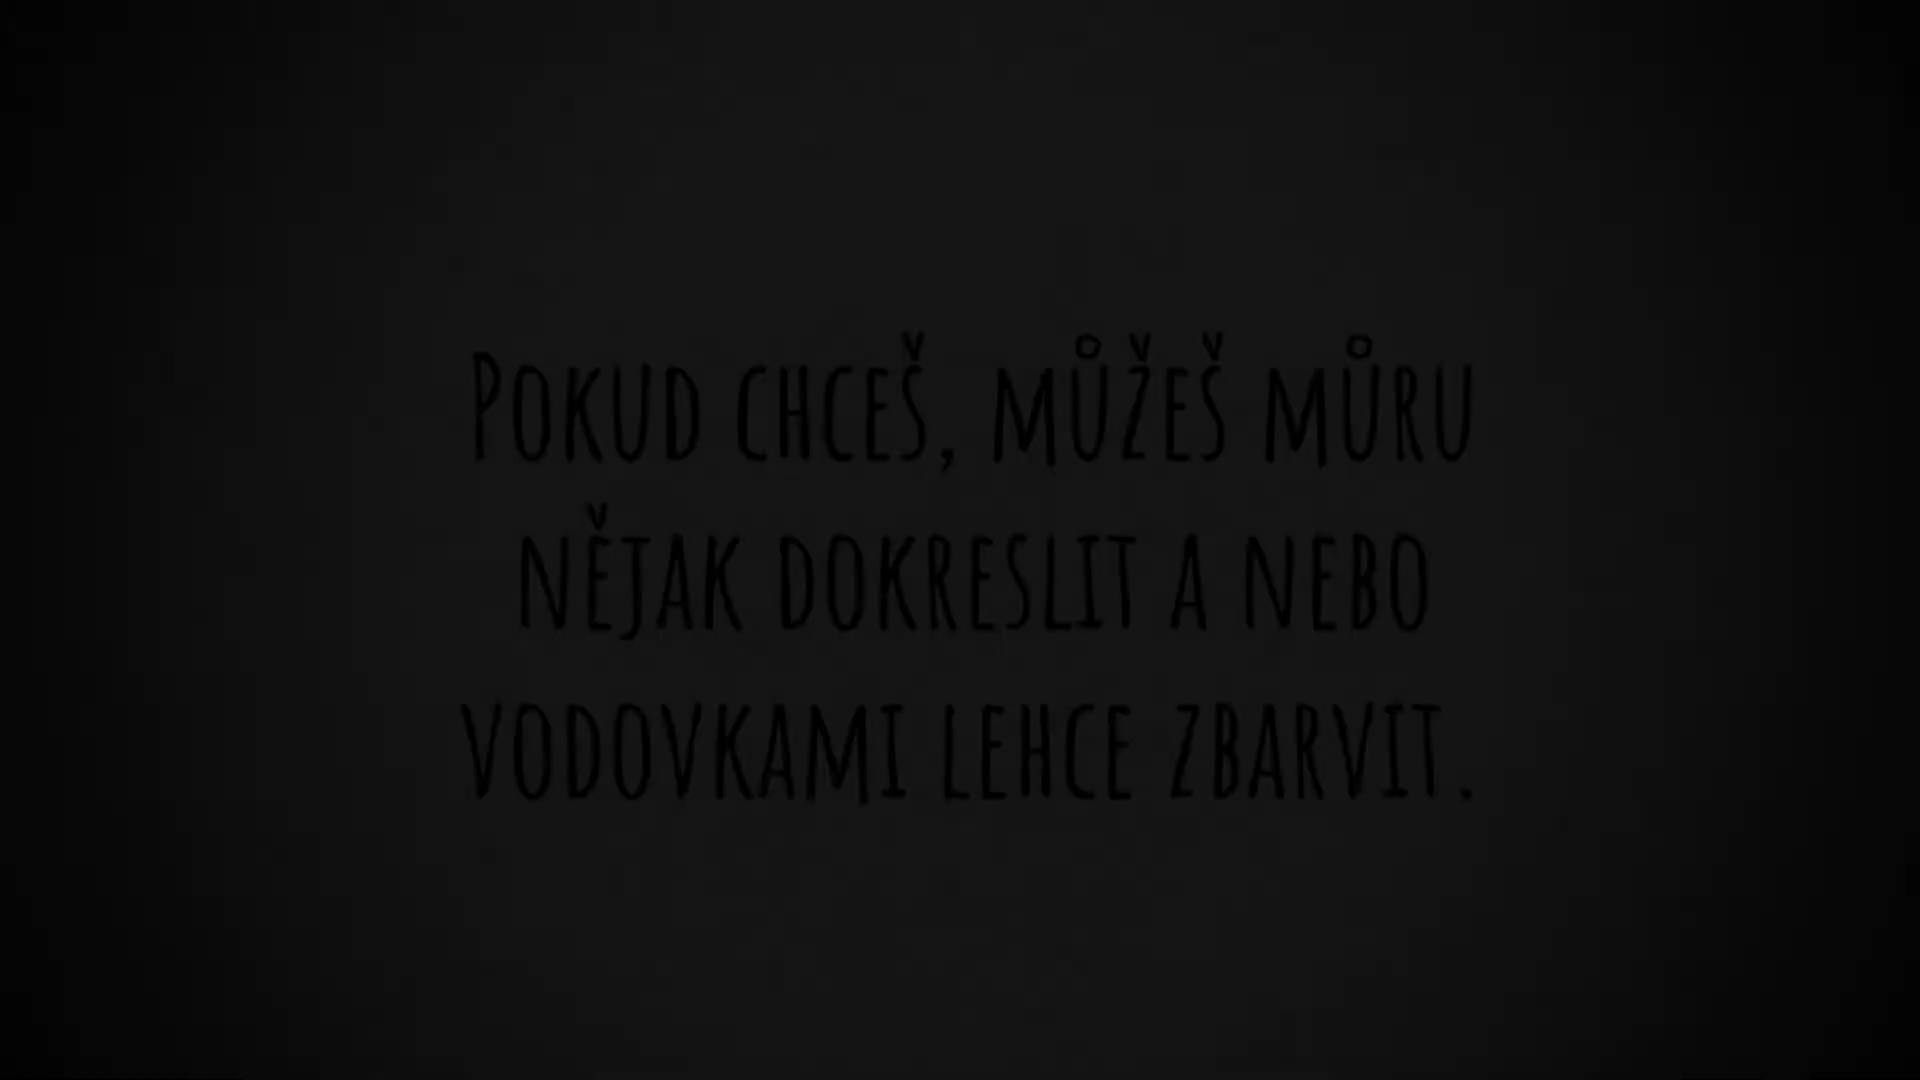 Pokud chceš, můžeš můru
nějak dokreslit a nebo
vodovkami lehce zbarvit.